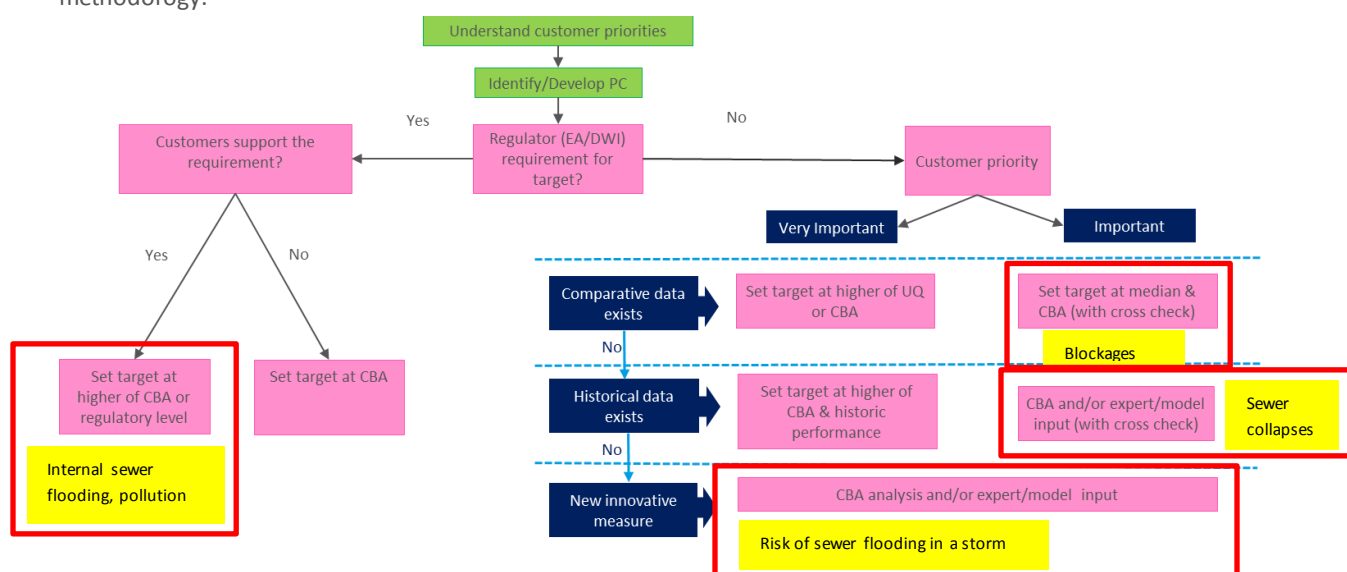 methodology:
Understand customer priorities
Identify/Develop PC
Yes
No
Customers support the
requirement?
Regulator (EA/DWI)
requirement for
target?
Customer priority
Very Important
Important
Yes
No
Comparative data
exists
Set target at higher of UQ
or CBA
Set target at median &
CBA (with cross check)
Blockages
No
Set target at
higher of CBA or
regulatory level
Set target at CBA
Historical data
exists
Set target at higher of
CBA & historic
performance
CBA and/or expert/model
input (with cross check)
Sewer
collapses
No
Internal sewer
flooding, pollution
New innovative
measure
CBA analysis and/or expert/model input
Risk of sewer flooding in a storm